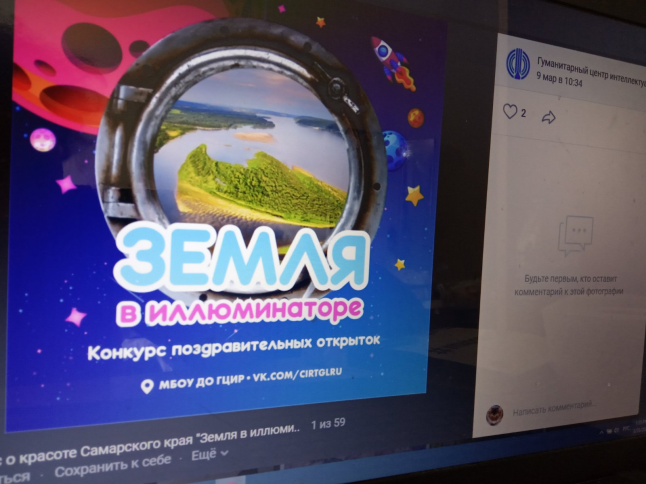 ЗЕМЛЯ
в иллюминаторе
Конкурс поздравительных открыток
МБОУ ДО ГЦИР • VK.COM/CIRTGLRU
о красоте Самарского края "Земля в иллюми..
1 из 59
Сохранить к себе
Ещё
Гуманитарный центр интеллекту
9 мар в 10:34
2
Будьте первым, кто оставит
комментарий к этой фотографии
Написать комментарий...